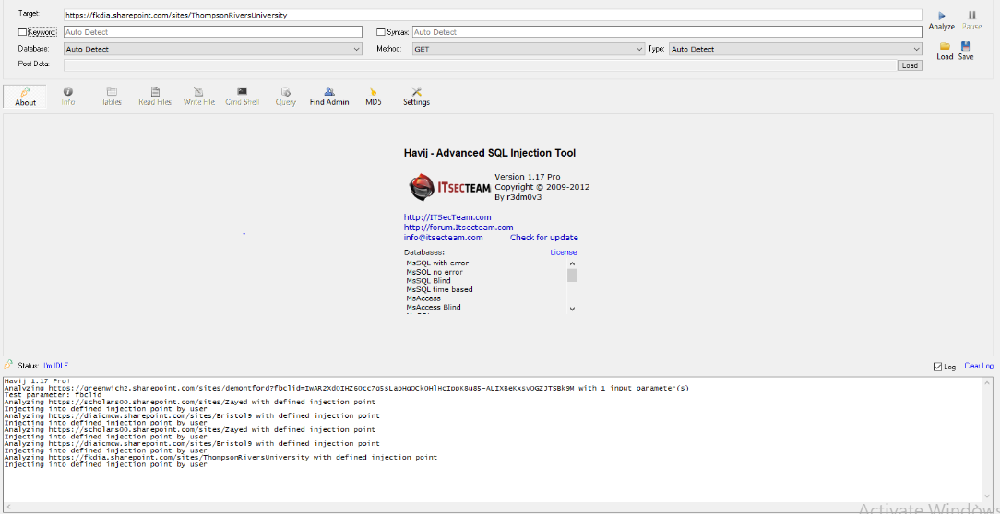 Target: https://fkdia.sharepoint.com/sites/ThompsonRiversUniversity
Analyze Pause
Keyword: Auto Detect Syntax: Auto Detect
Database: Auto Detect Method: GET Type: Auto Detect
Load Save
Post Data: Load
About Info Tables Read Files Write File Cmd Shell Query Find Admin MD5 Settings
Havij - Advanced SQL Injection Tool
ITSECTEAM
Version 1.17 Pro
Copyright © 2009-2012
By r3dm0v3
http://ITSecTeam.com
http://forum.Itsecteam.com
info@itsecteam.com Check for update
Databases: License
MsSQL with error
MsSQL no error
MsSQL Blind
MsSQL time based
MsAccess
MsAccess Blind
Status: I'm IDLE Log Clear Log
Havij 1.17 Pro!
Analyzing https://greenwich2.sharepoint.com/sites/demontford?fbclid=IwAR2Xd0IHZ6Occ7g5sLapHgOCkOHlHcIppK8u85-ALIXBeKxsvQGZJTSBk9M with 1 input parameter(s)
Test parameter: fbclid
Analyzing https://scholars00.sharepoint.com/sites/Zayed with defined injection point
Injecting into defined injection point by user
Analyzing https://diaicmcw.sharepoint.com/sites/Bristol9 with defined injection point
Injecting into defined injection point by user
Analyzing https://scholars00.sharepoint.com/sites/Zayed with defined injection point
Injecting into defined injection point by user
Analyzing https://diaicmcw.sharepoint.com/sites/Bristol9 with defined injection point
Injecting into defined injection point by user
Analyzing https://fkdia.sharepoint.com/sites/ThompsonRiversUniversity with defined injection point
Injecting into defined injection point by user
Activate Windows